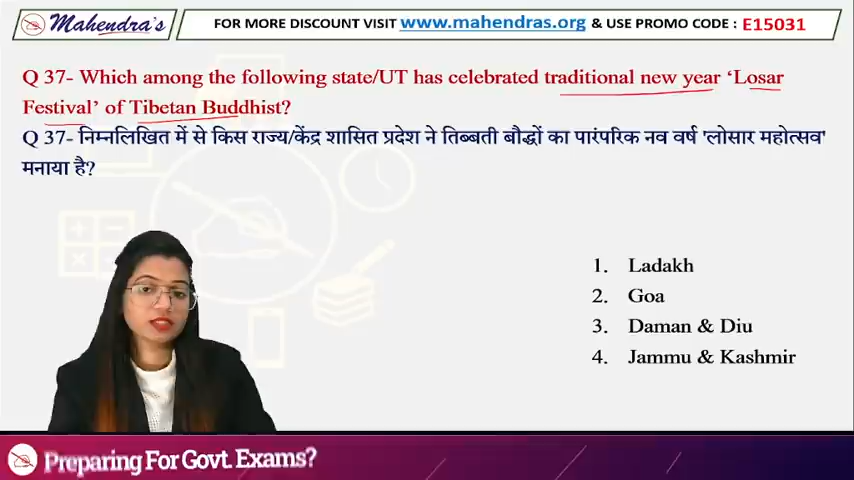 Mahendra's
FOR MORE DISCOUNT VISIT www.mahendras.org & USE PROMO CODE : E15031
Q 37- Which among the following state/UT has celebrated traditional new year ‘Losar
Festival’ of Tibetan Buddhist?
Q 37- निम्नलिखित में से किस राज्य/केंद्र शासित प्रदेश ने तिब्बती बौद्धों का पारंपरिक नव वर्ष 'लोसार महोत्सव'
मनाया है?
1. Ladakh
2. Goa
3. Daman & Diu
4. Jammu & Kashmir
Preparing For Govt. Exams?